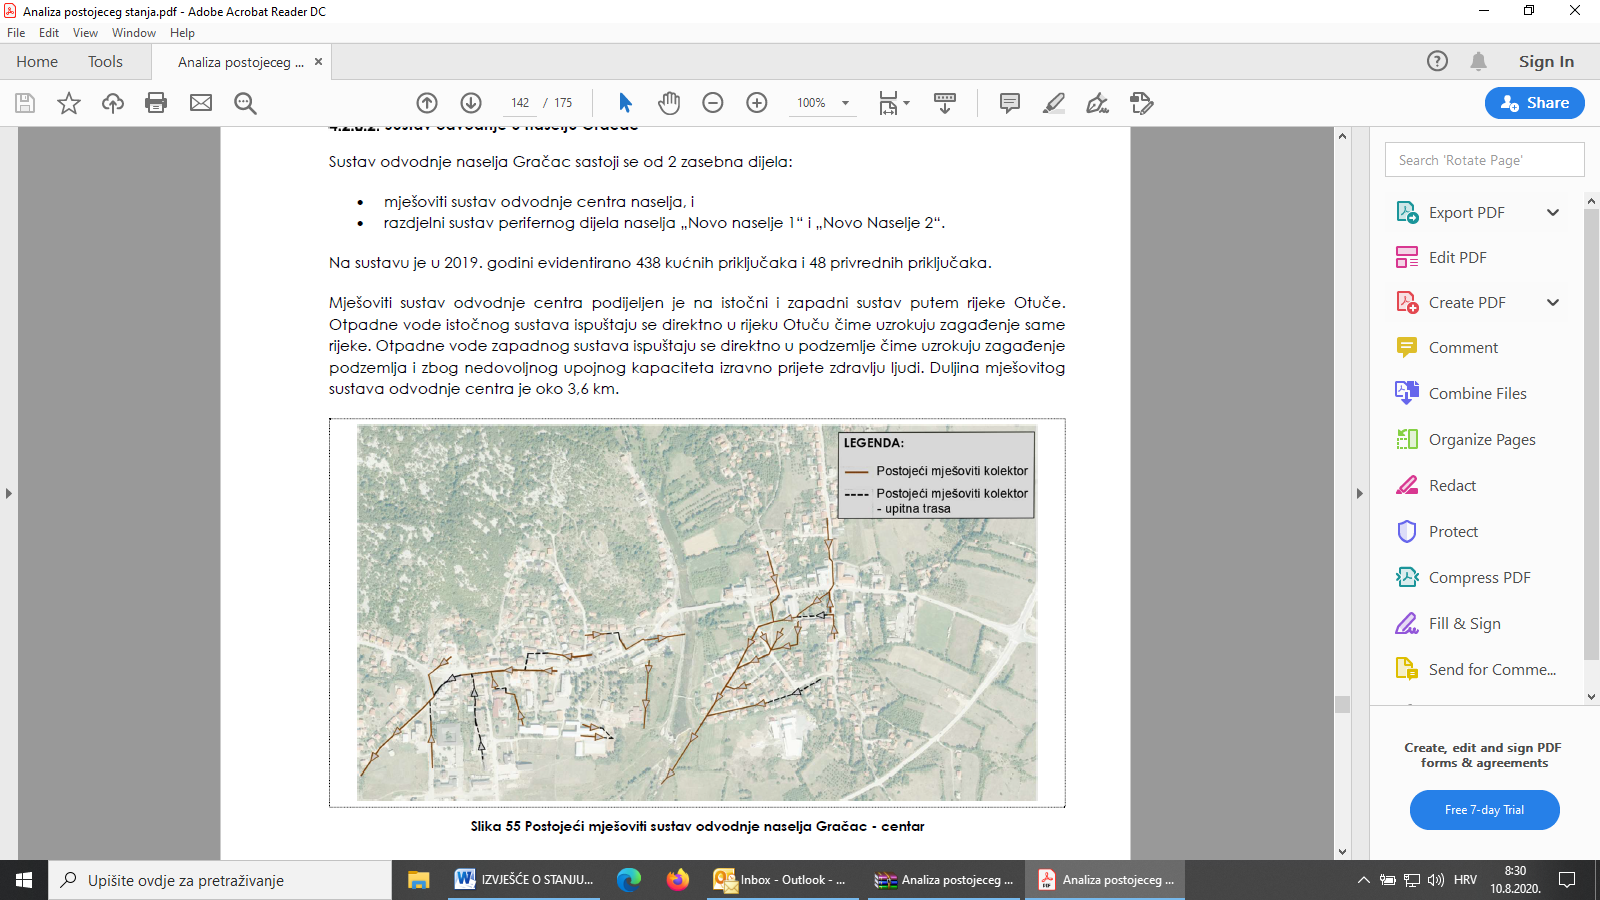 Analiza postojeceg stanja.pdf - Adobe Acrobat Reader DC
File Edit View Window Help
Home Tools Analiza postojeceg ... × Sign In
142 / 175 100% Share
4.2.8.2. Sustav odvodnje u naselju Gračac
Sustav odvodnje naselja Gračac sastoji se od 2 zasebna dijela:
• mješoviti sustav odvodnje centra naselja, i
• razdjelni sustav perifernog dijela naselja „Novo naselje 1“ i „Novo Naselje 2“.
Na sustavu je u 2019. godini evidentirano 438 kućnih priključaka i 48 privrednih priključaka.
Mješoviti sustav odvodnje centra podijeljen je na istočni i zapadni sustav putem rijeke Otuče.
Otpadne vode istočnog sustava ispuštaju se direktno u rijeku Otuču čime uzrokuju zagađenje same
rijeke. Otpadne vode zapadnog sustava ispuštaju se direktno u podzemlje čime uzrokuju zagađenje
podzemlja i zbog nedovoljnog upojnog kapaciteta izravno prijete zdravlju ljudi. Duljina mješovitog
sustava odvodnje centra je oko 3,6 km.
LEGENDA:
Postojeći mješoviti kolektor
Postojeći mješoviti kolektor
- upitna trasa
Slika 55 Postojeći mješoviti sustav odvodnje naselja Gračac - centar
Search 'Rotate Page'
Export PDF
Edit PDF
Create PDF
Comment
Combine Files
Organize Pages
Redact
Protect
Compress PDF
Fill & Sign
Send for Comme...
Create, edit and sign PDF
forms & agreements
Free 7-day Trial
Upišite ovdje za pretraživanje
IZVJEŠĆE O STANJU...
Inbox - Outlook - ...
Analiza postojeceg ...
Analiza postojeceg ...
HRV
8:30
10.8.2020.